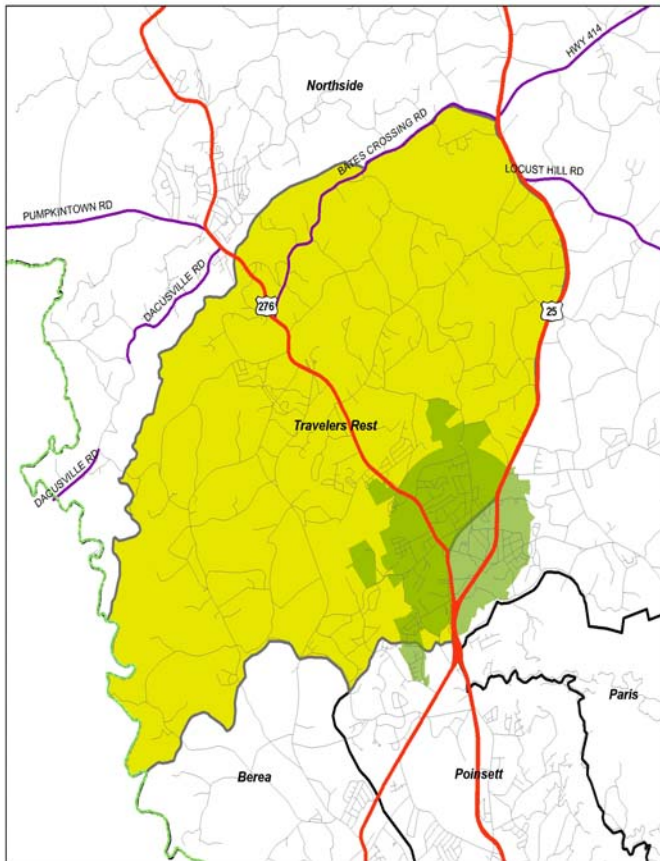 HWY 414
Northside
BATES CROSSING RD
LOCUST HILL RD
PUMPKINTOWN RD
DACUSVILLE RD
276
25
Travelers Rest
DACUSVILLE RD
Paris
Berea
Poinsett